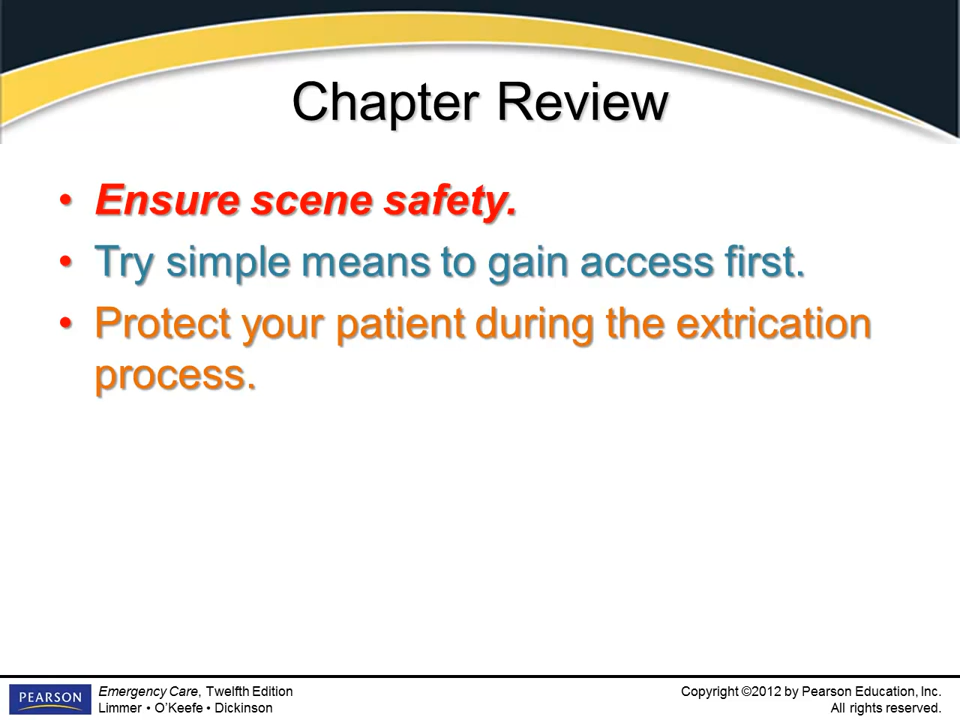 Chapter Review
• Ensure scene safety.
• Try simple means to gain access first.
• Protect your patient during the extrication
process.
PEARSON
Emergency Care, Twelfth Edition
Limmer • O’Keefe • Dickinson
Copyright ©2012 by Pearson Education, Inc.
All rights reserved.